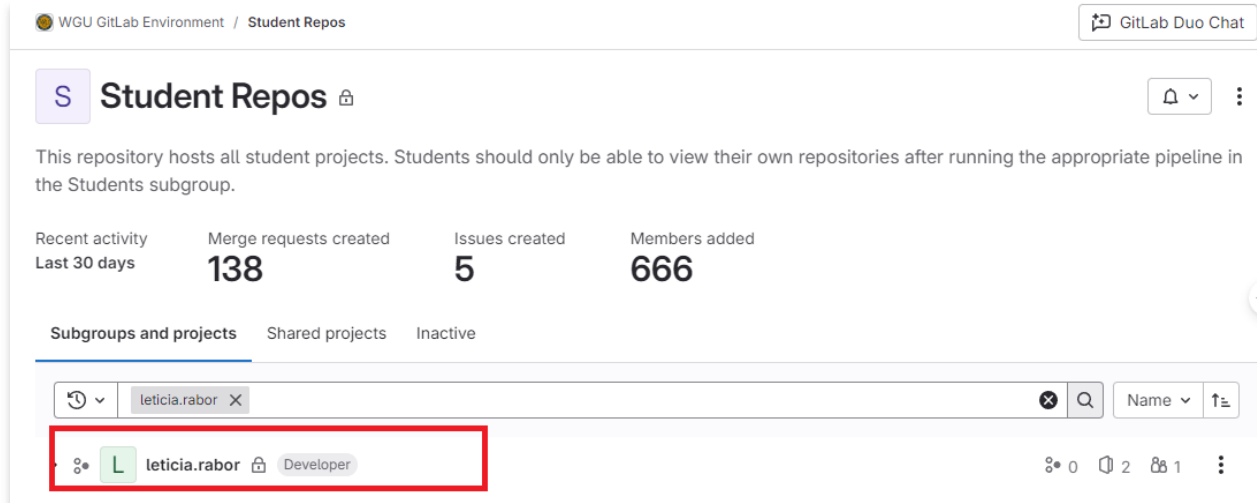 WGU GitLab Environment / Student Repos
GitLab Duo Chat
S
Student Repos
This repository hosts all student projects. Students should only be able to view their own repositories after running the appropriate pipeline in
the Students subgroup.
Recent activity
Last 30 days
Merge requests created
138
Issues created
5
Members added
666
Subgroups and projects Shared projects Inactive
leticia.rabor
Name
L leticia.rabor Developer 0 2 1